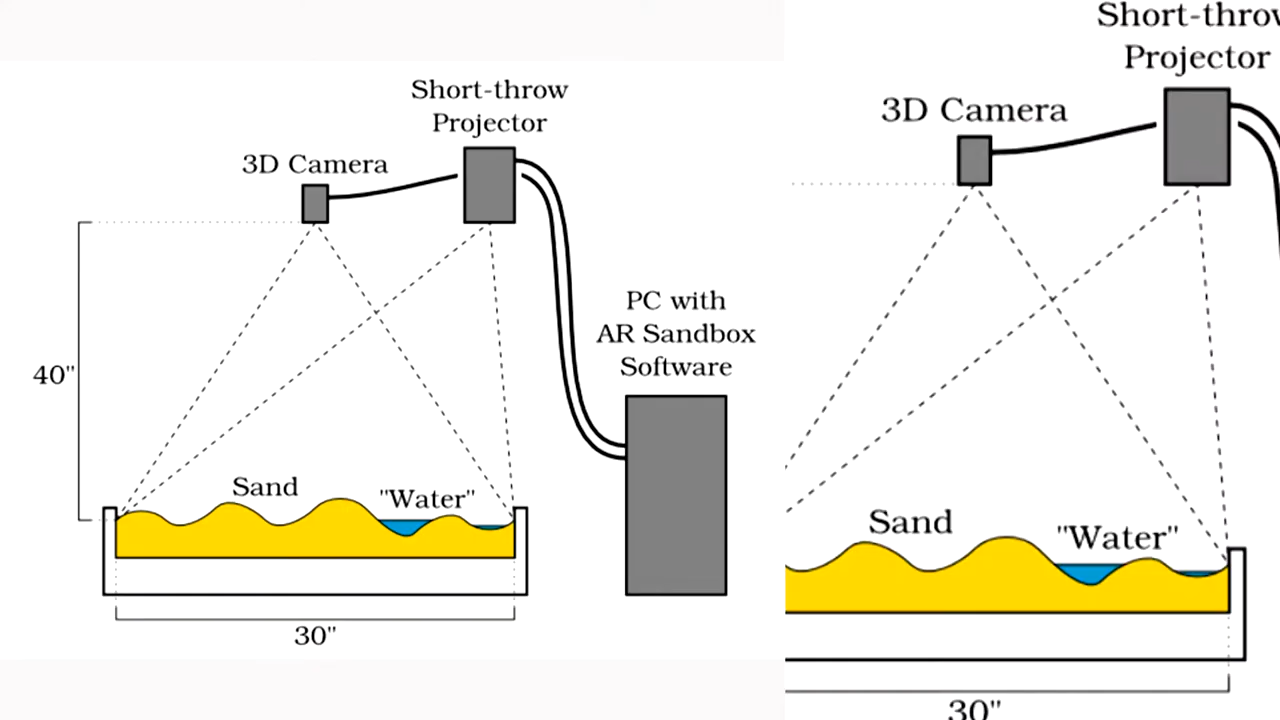 Short-throw
Projector
3D Camera
PC with
AR Sandbox
Software
40"
Sand
"Water"
30"
Short-throw
Projector
3D Camera
Sand
"Water"
30"